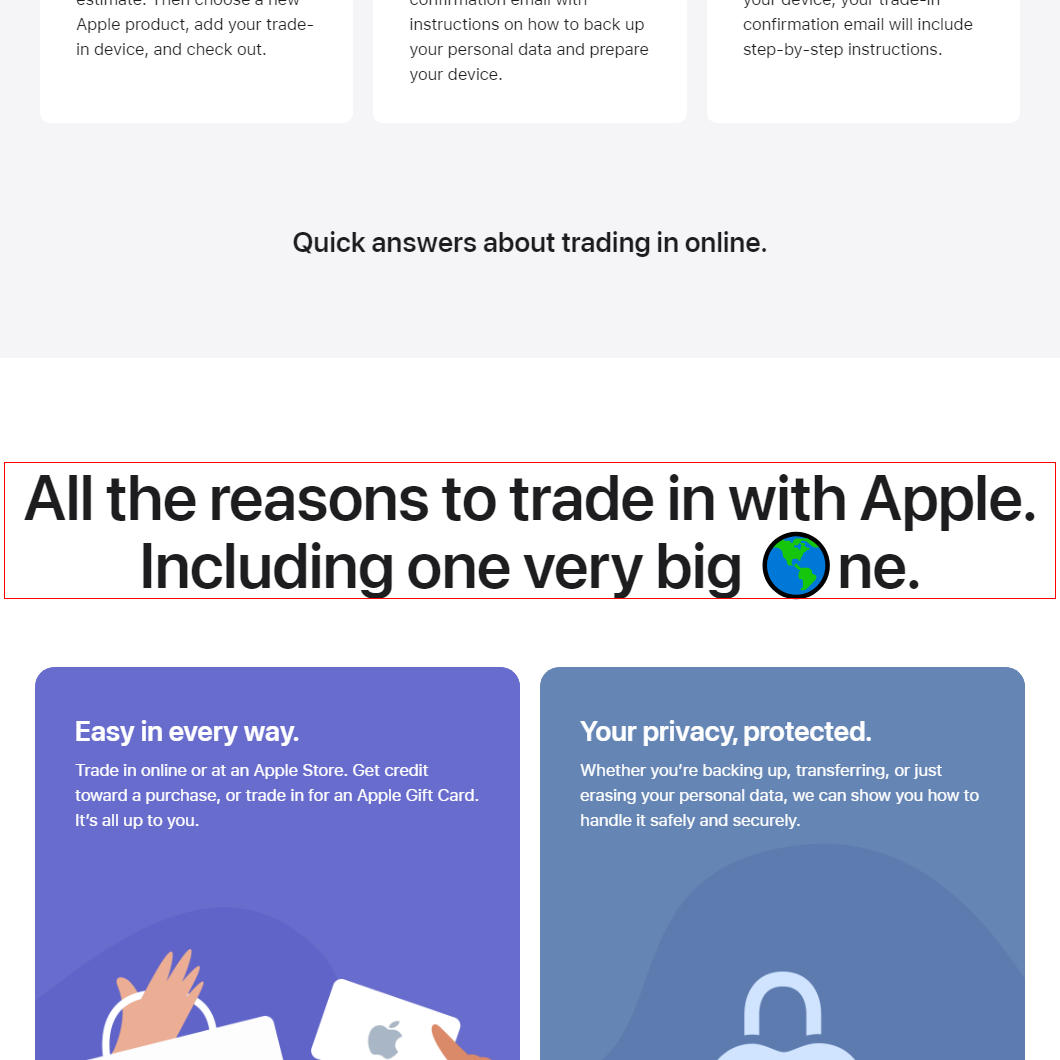 Apple product, add your trade-
in device, and check out.
instructions on how to back up
your personal data and prepare
your device.
confirmation email will include
step-by-step instructions.
Quick answers about trading in online.
All the reasons to trade in with Apple.
Including one very big ne.
Easy in every way.
Trade in online or at an Apple Store. Get credit
toward a purchase, or trade in for an Apple Gift Card.
It’s all up to you.
Your privacy, protected.
Whether you’re backing up, transferring, or just
erasing your personal data, we can show you how to
handle it safely and securely.